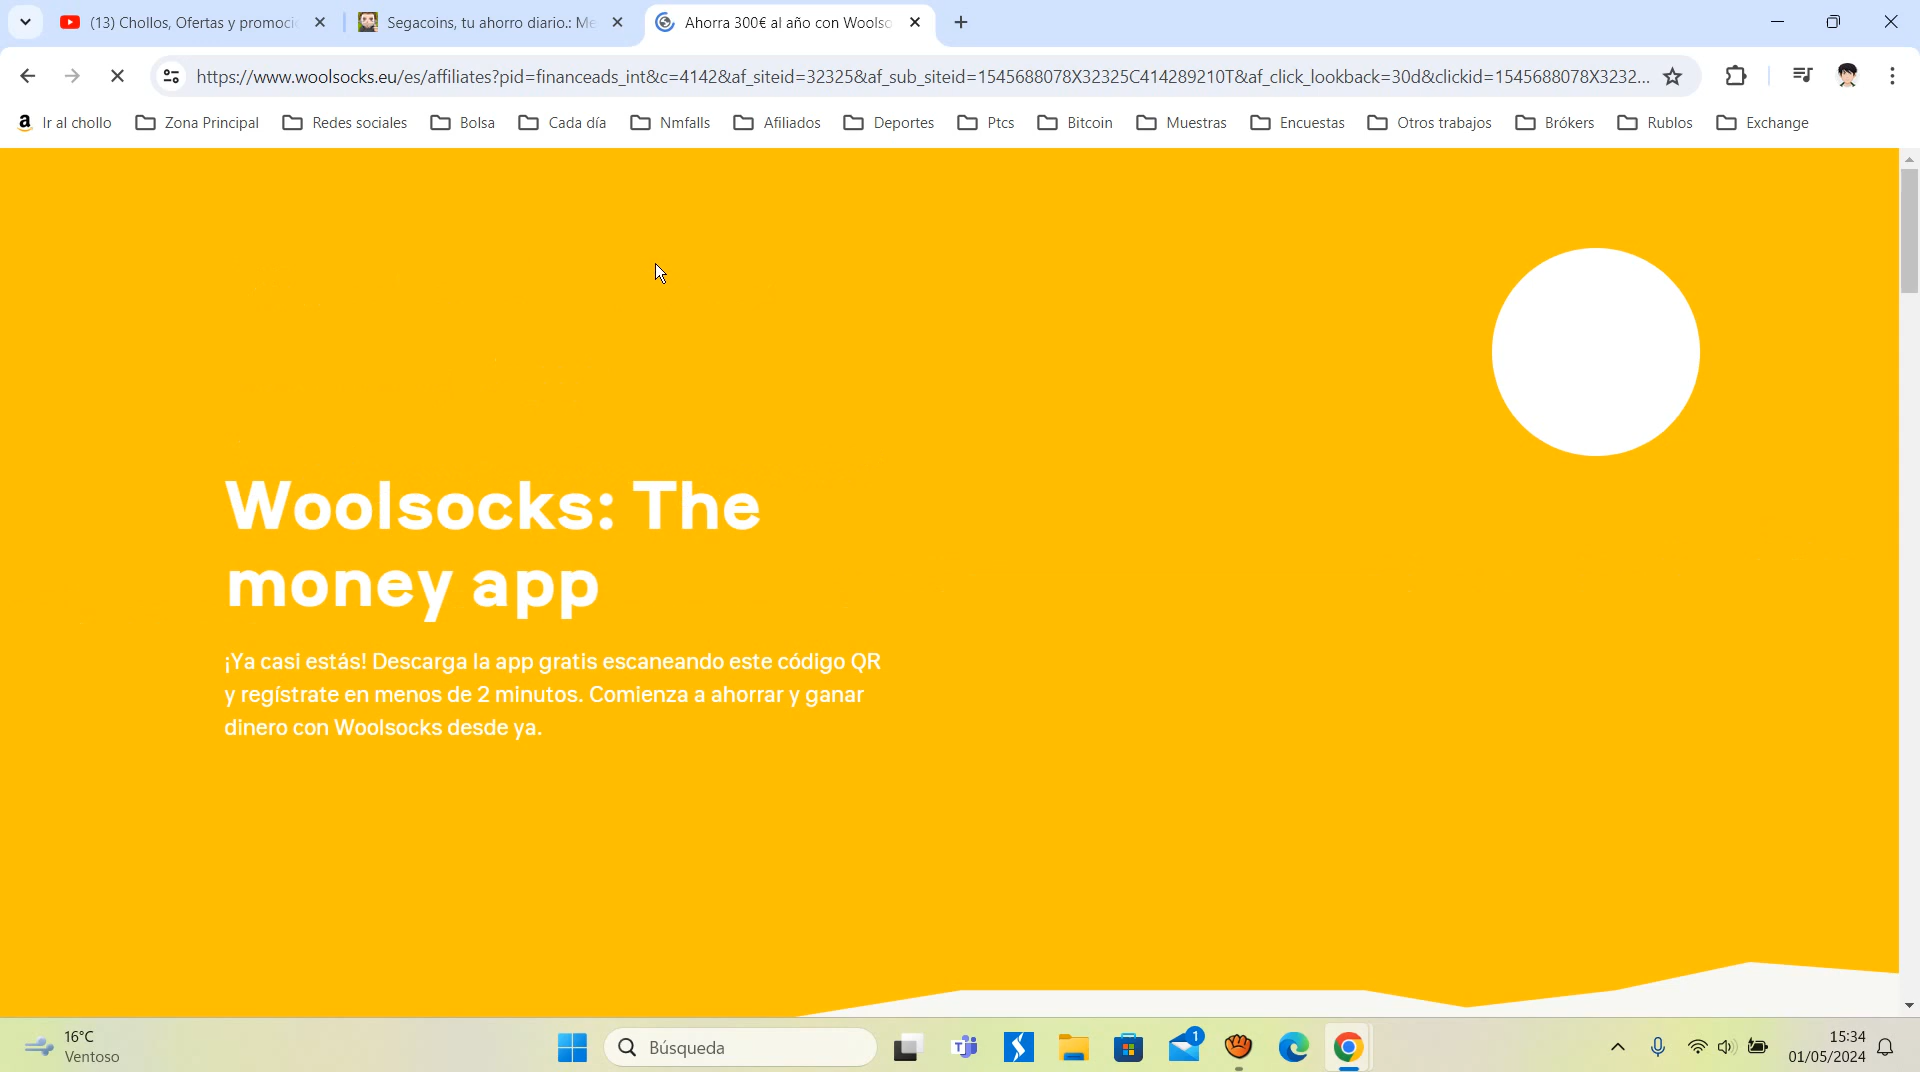 (13) Chollos, Ofertas y promoci
Segacoins, tu ahorro diario.: Me
Ahorra 300€ al año con Woolso
https://www.woolsocks.eu/es/affiliates?pid=financeads_int&c=4142&af_siteid=32325&af_sub_siteid=1545688078X32325C414289210T&af_click_lookback=30d&clickid=1545688078X3232...
a Ir al chollo
Zona Principal
Redes sociales
Bolsa
Cada día
Nmfalls
Afiliados
Deportes
Ptcs
Bitcoin
Muestras
Encuestas
Otros trabajos
Brókers
Rublos
Exchange
Woolsocks: The
money app
¡Ya casi estás! Descarga la app gratis escaneando este código QR
y regístrate en menos de 2 minutos. Comienza a ahorrar y ganar
dinero con Woolsocks desde ya.
16°C
Ventoso
Búsqueda
1
15:34
01/05/2024